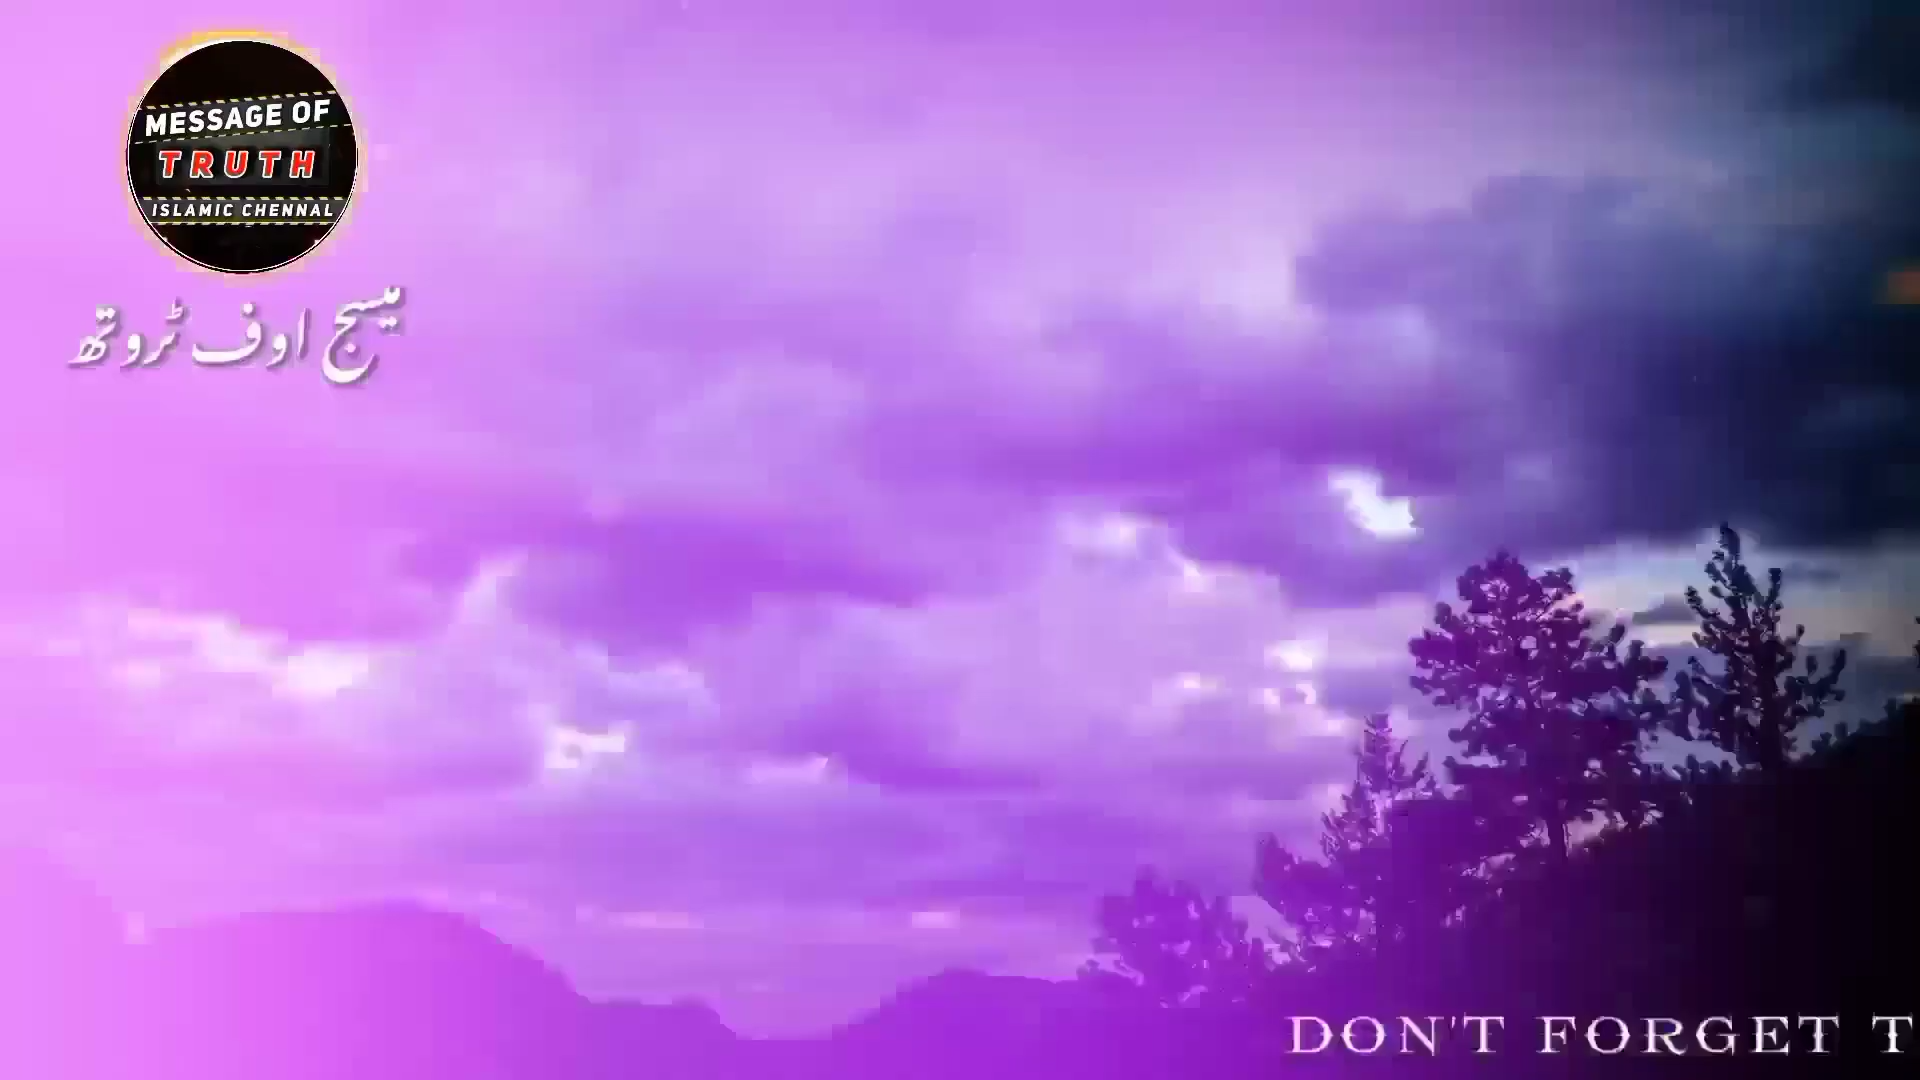 MESSAGE OF
TRUTH
ISLAMIC CHENNAL
میسج اوف ٹروتھ
DON'T FORGET T